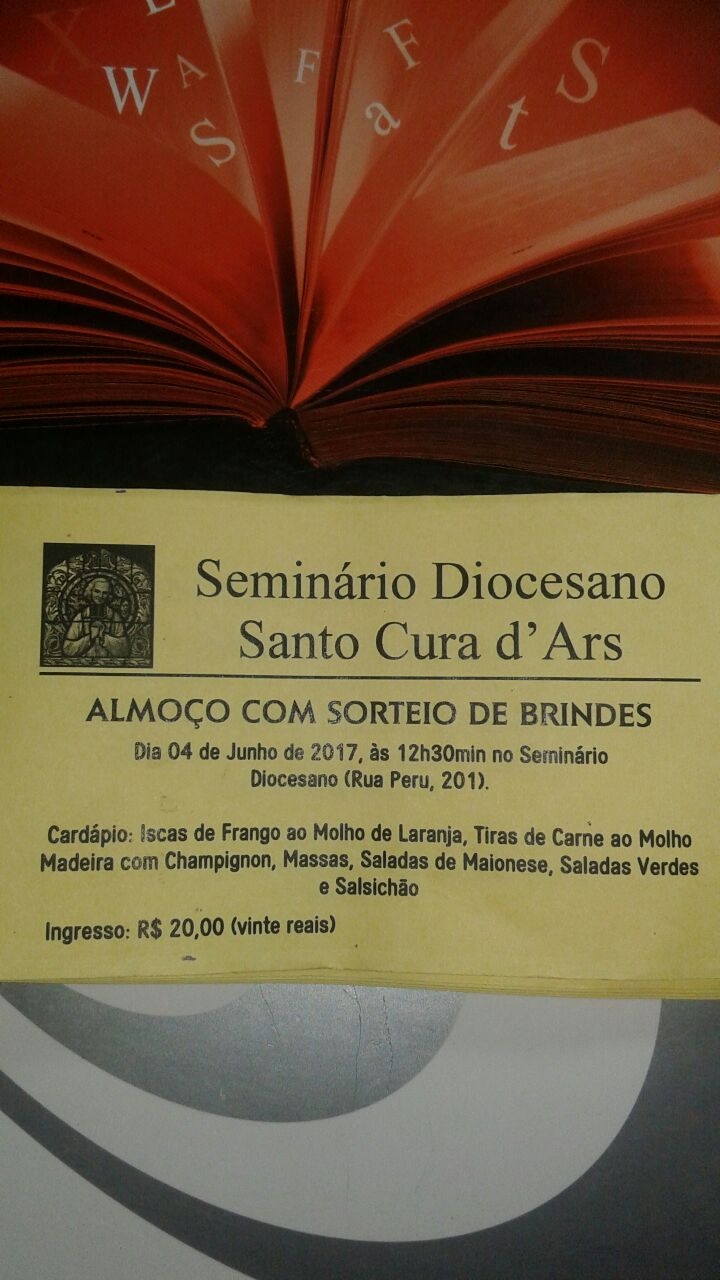 X
L
W
A
S
F
F
a
t
S
Seminário Diocesano
Santo Cura d'Ars
ALMOÇO COM SORTEIO DE BRINDES
Dia 04 de Junho de 2017, às 12h30min no Seminário
Diocesano (Rua Peru, 201).
Cardápio: Iscas de Frango ao Molho de Laranja, Tiras de Carne ao Molho
Madeira com Champignon, Massas, Saladas de Maionese, Saladas Verdes
e Salsichão
Ingresso: R$ 20,00 (vinte reais)